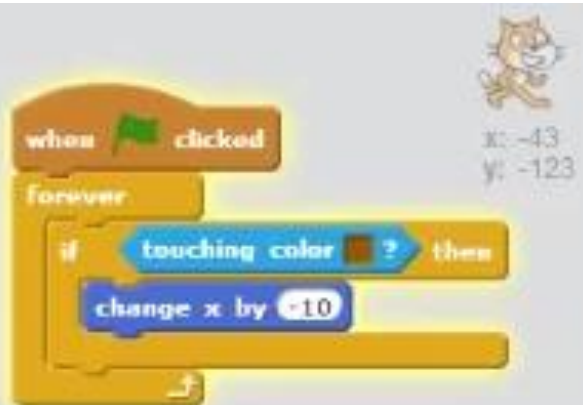 when clicked
x: -43
y: -123
forever
if touching color ? then
change x by -10